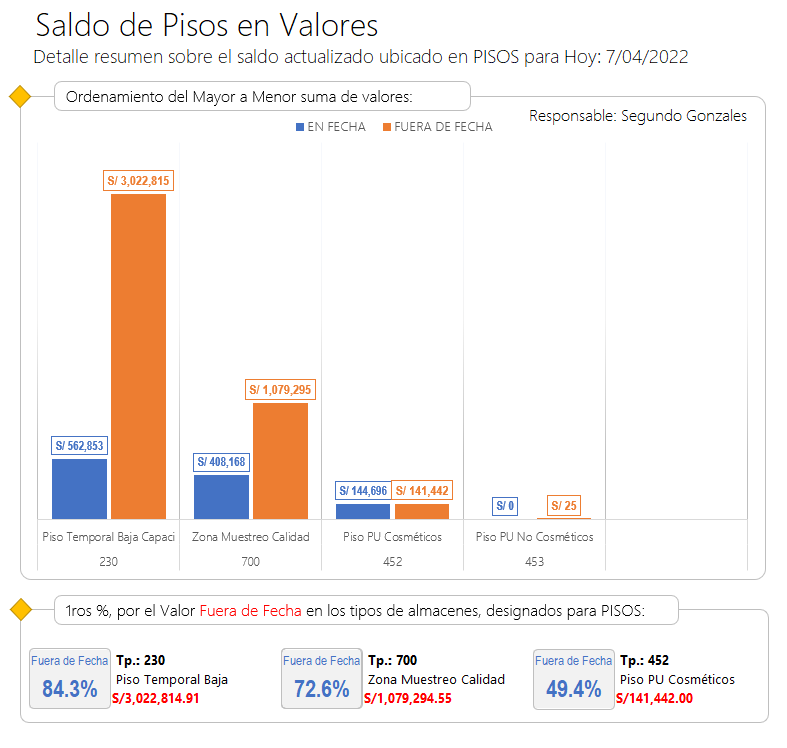 Saldo de Pisos en Valores
Detalle resumen sobre el saldo actualizado ubicado en PISOS para Hoy: 7/04/2022
Ordenamiento del Mayor a Menor suma de valores:
Responsable: Segundo Gonzales
EN FECHA FUERA DE FECHA
S/ 3,022,815
S/ 1,079,295
S/ 562,853
S/ 408,168
S/ 144,696 S/ 141,442
S/ 0 S/ 25
Piso Temporal Baja Capaci Zona Muestreo Calidad Piso PU Cosméticos Piso PU No Cosméticos
230 700 452 453
1ros %, por el Valor Fuera de Fecha en los tipos de almacenes, designados para PISOS:
Fuera de Fecha Tp.: 230 Fuera de Fecha Tp.: 700 Fuera de Fecha Tp.: 452
84.3% Piso Temporal Baja 72.6% Zona Muestreo Calidad 49.4% Piso PU Cosméticos
S/3,022,814.91 S/1,079,294.55 S/141,442.00